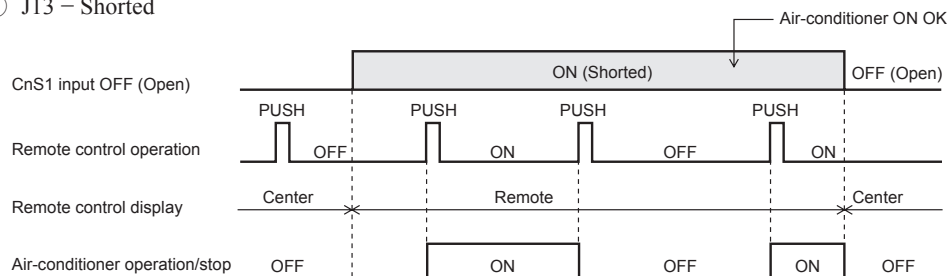 J13 − Shorted
Air-conditioner ON OK
CnS1 input OFF (Open)
ON (Shorted)
OFF (Open)
PUSH
PUSH
PUSH
PUSH
Remote control operation
OFF
ON
OFF
ON
Remote control display
Center
Remote
Center
Air-conditioner operation/stop
OFF
ON
OFF
ON
OFF